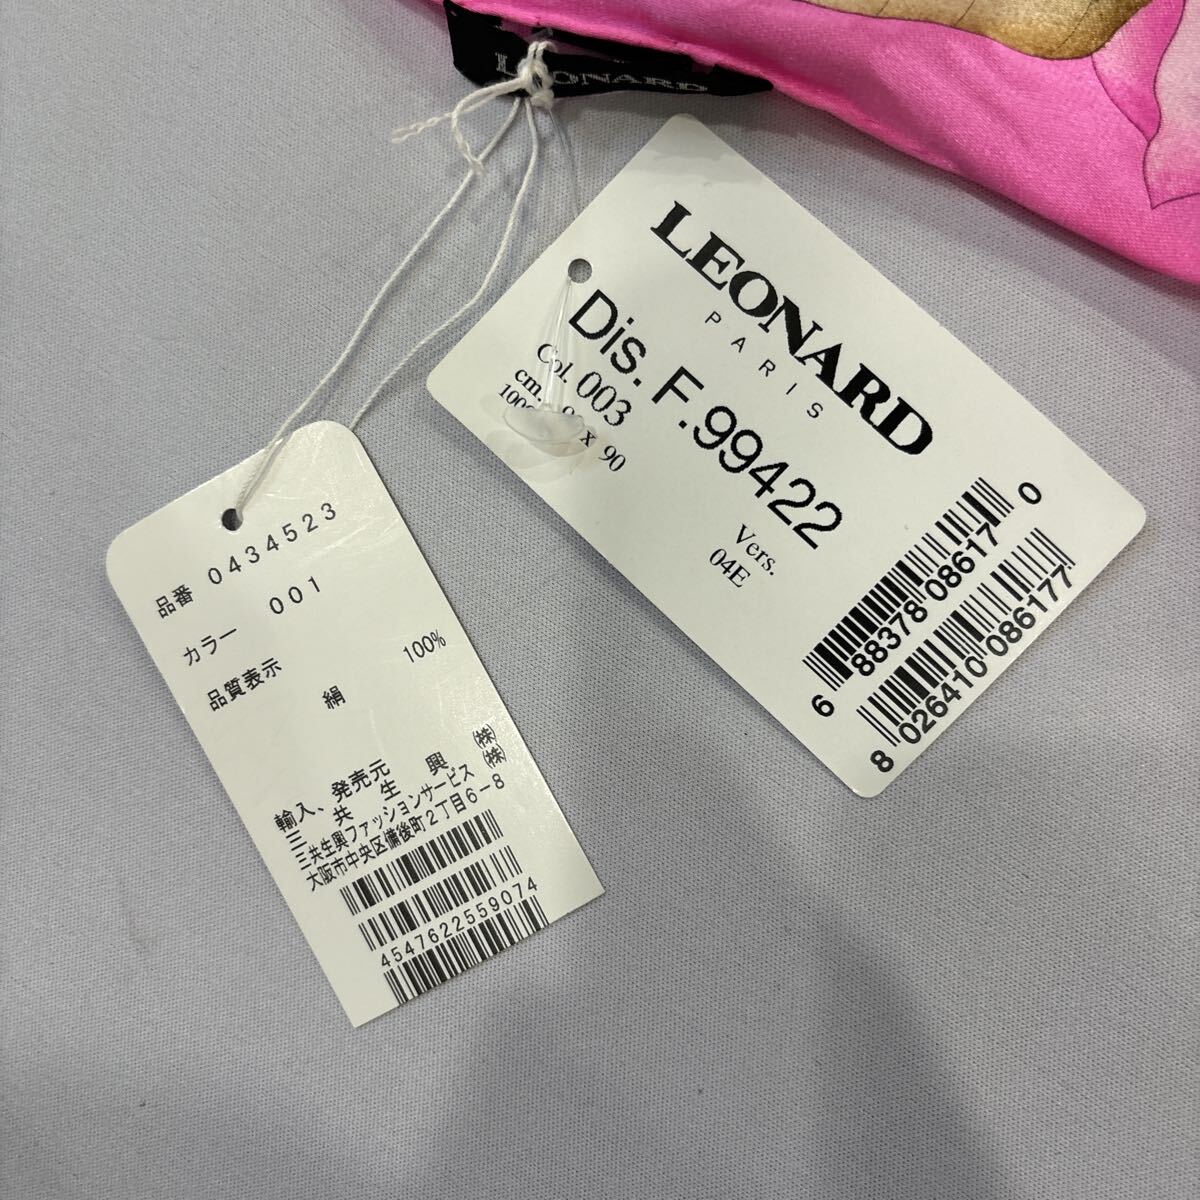 LEONARD
LEONARD
PARIS
Dis. F.99422
Col. 003
cm. x 90
Vers.
04E
6 88378 08617 0
8 026410 086177
品番 0434523
カラー 001
品質表示
絹 100%
輸入、発売元
三共生興㈱
三共生興ファッションサービス㈱
大阪市中央区備後町2丁目6-8
4547622559074